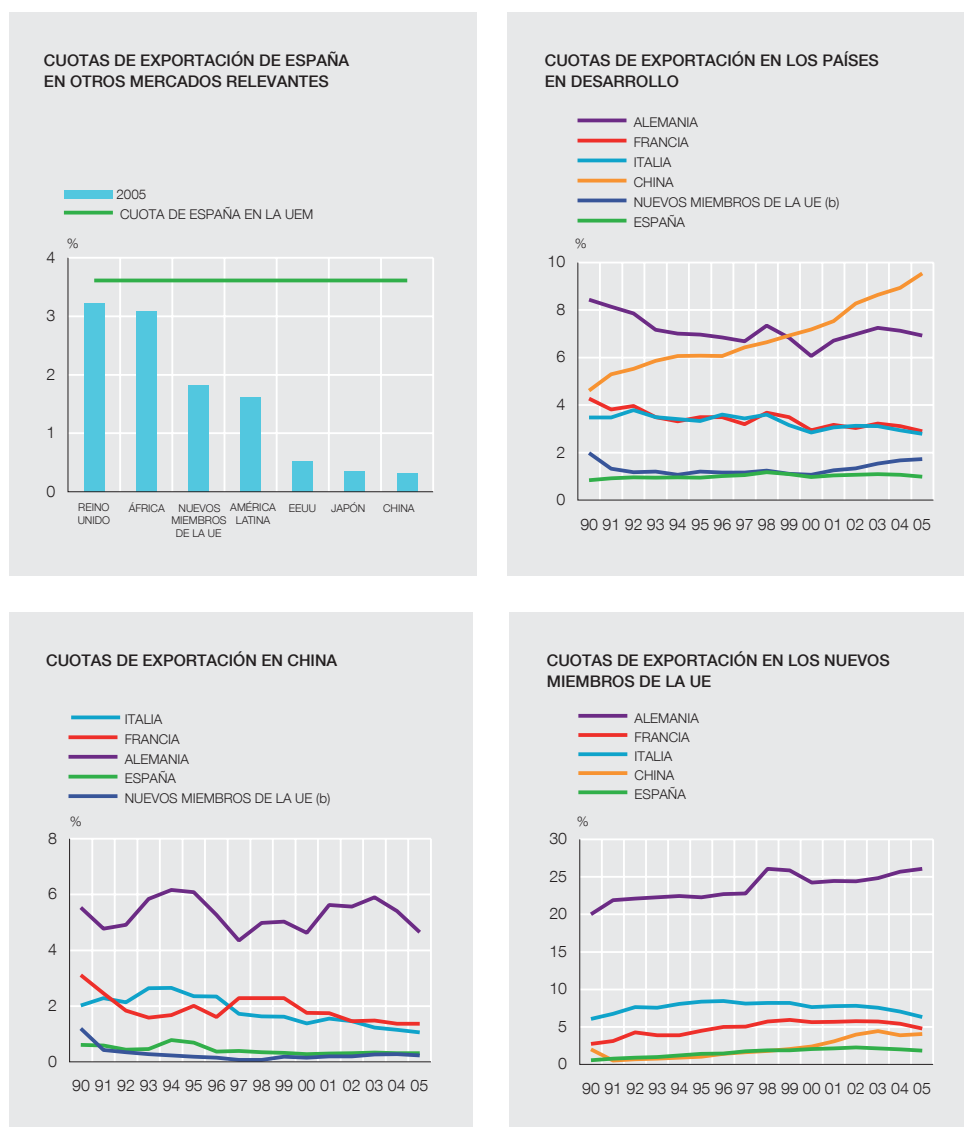 CUOTAS DE EXPORTACIÓN DE ESPAÑA
EN OTROS MERCADOS RELEVANTES
2005
CUOTA DE ESPAÑA EN LA UEM
%
4
3
2
1
0
REINO
UNIDO
ÁFRICA
NUEVOS
MIEMBROS
DE LA UE
AMÉRICA
LATINA
EEUU
JAPÓN
CHINA
CUOTAS DE EXPORTACIÓN EN LOS PAÍSES
EN DESARROLLO
ALEMANIA
FRANCIA
ITALIA
CHINA
NUEVOS MIEMBROS DE LA UE (b)
ESPAÑA
%
10
8
6
4
2
0
90 91 92 93 94 95 96 97 98 99 00 01 02 03 04 05
CUOTAS DE EXPORTACIÓN EN CHINA
ITALIA
FRANCIA
ALEMANIA
ESPAÑA
NUEVOS MIEMBROS DE LA UE (b)
%
8
6
4
2
0
90 91 92 93 94 95 96 97 98 99 00 01 02 03 04 05
CUOTAS DE EXPORTACIÓN EN LOS NUEVOS
MIEMBROS DE LA UE
ALEMANIA
FRANCIA
ITALIA
CHINA
ESPAÑA
%
30
25
20
15
10
5
0
90 91 92 93 94 95 96 97 98 99 00 01 02 03 04 05